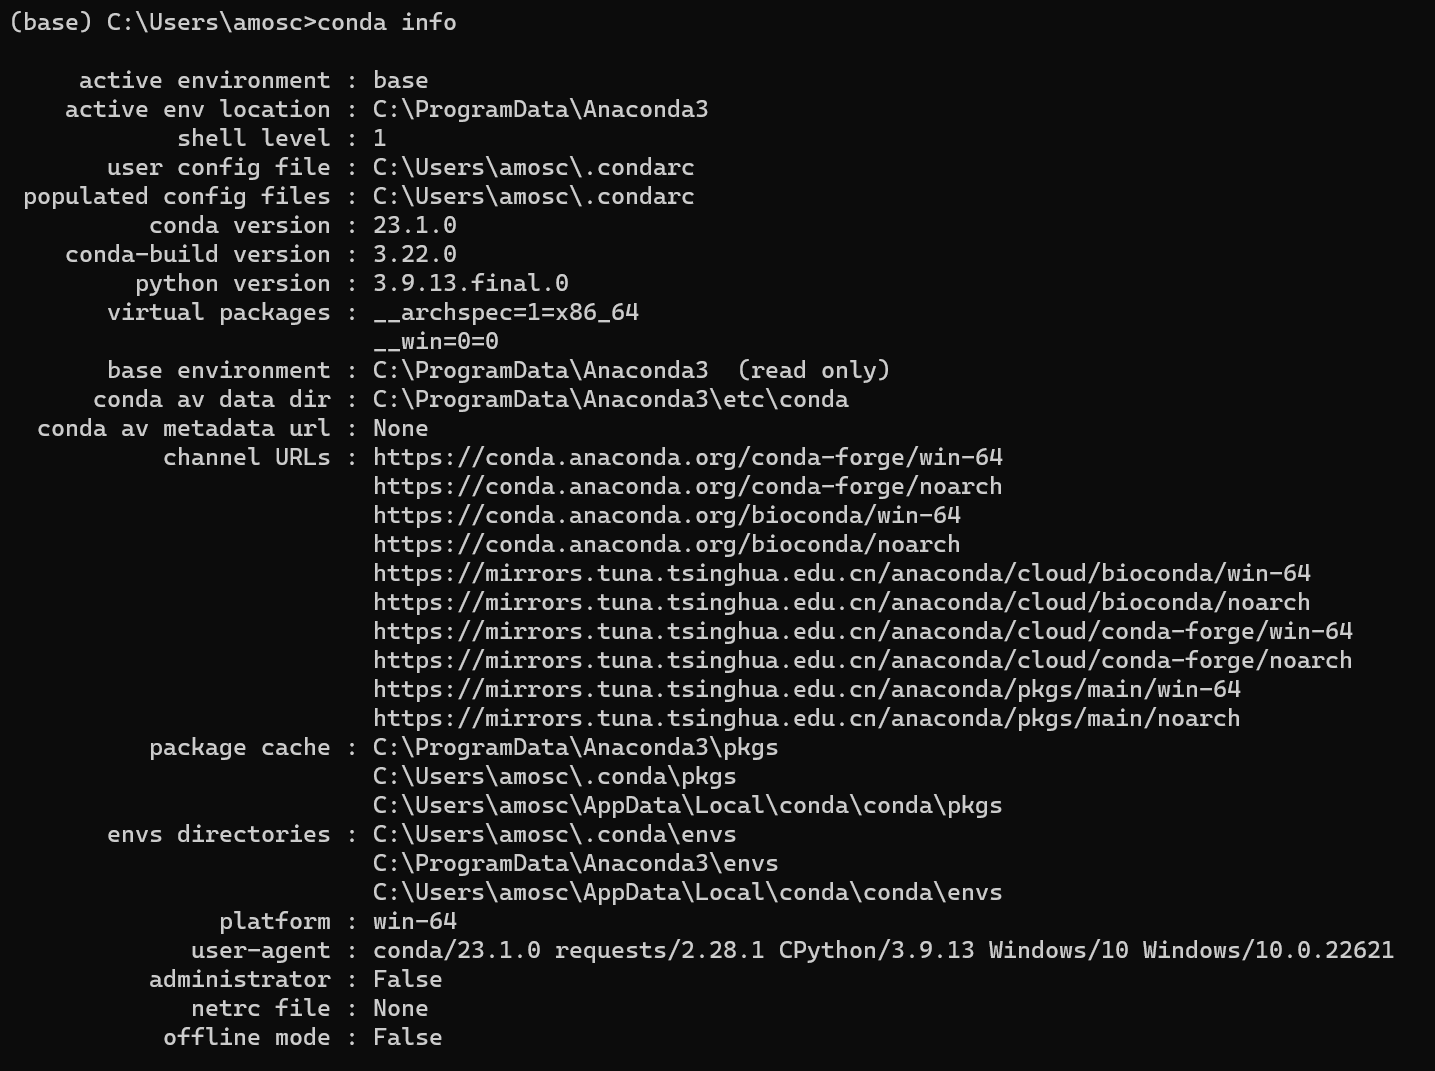 (base) C:\Users\amosc>conda info
active environment : base
active env location : C:\ProgramData\Anaconda3
shell level : 1
user config file : C:\Users\amosc\.condarc
populated config files : C:\Users\amosc\.condarc
conda version : 23.1.0
conda-build version : 3.22.0
python version : 3.9.13.final.0
virtual packages : __archspec=1=x86_64
__win=0=0
base environment : C:\ProgramData\Anaconda3  (read only)
conda av data dir : C:\ProgramData\Anaconda3\etc\conda
conda av metadata url : None
channel URLs : https://conda.anaconda.org/conda-forge/win-64
https://conda.anaconda.org/conda-forge/noarch
https://conda.anaconda.org/bioconda/win-64
https://conda.anaconda.org/bioconda/noarch
https://mirrors.tuna.tsinghua.edu.cn/anaconda/cloud/bioconda/win-64
https://mirrors.tuna.tsinghua.edu.cn/anaconda/cloud/bioconda/noarch
https://mirrors.tuna.tsinghua.edu.cn/anaconda/cloud/conda-forge/win-64
https://mirrors.tuna.tsinghua.edu.cn/anaconda/cloud/conda-forge/noarch
https://mirrors.tuna.tsinghua.edu.cn/anaconda/pkgs/main/win-64
https://mirrors.tuna.tsinghua.edu.cn/anaconda/pkgs/main/noarch
package cache : C:\ProgramData\Anaconda3\pkgs
C:\Users\amosc\.conda\pkgs
C:\Users\amosc\AppData\Local\conda\conda\pkgs
envs directories : C:\Users\amosc\.conda\envs
C:\ProgramData\Anaconda3\envs
C:\Users\amosc\AppData\Local\conda\conda\envs
platform : win-64
user-agent : conda/23.1.0 requests/2.28.1 CPython/3.9.13 Windows/10 Windows/10.0.22621
administrator : False
netrc file : None
offline mode : False